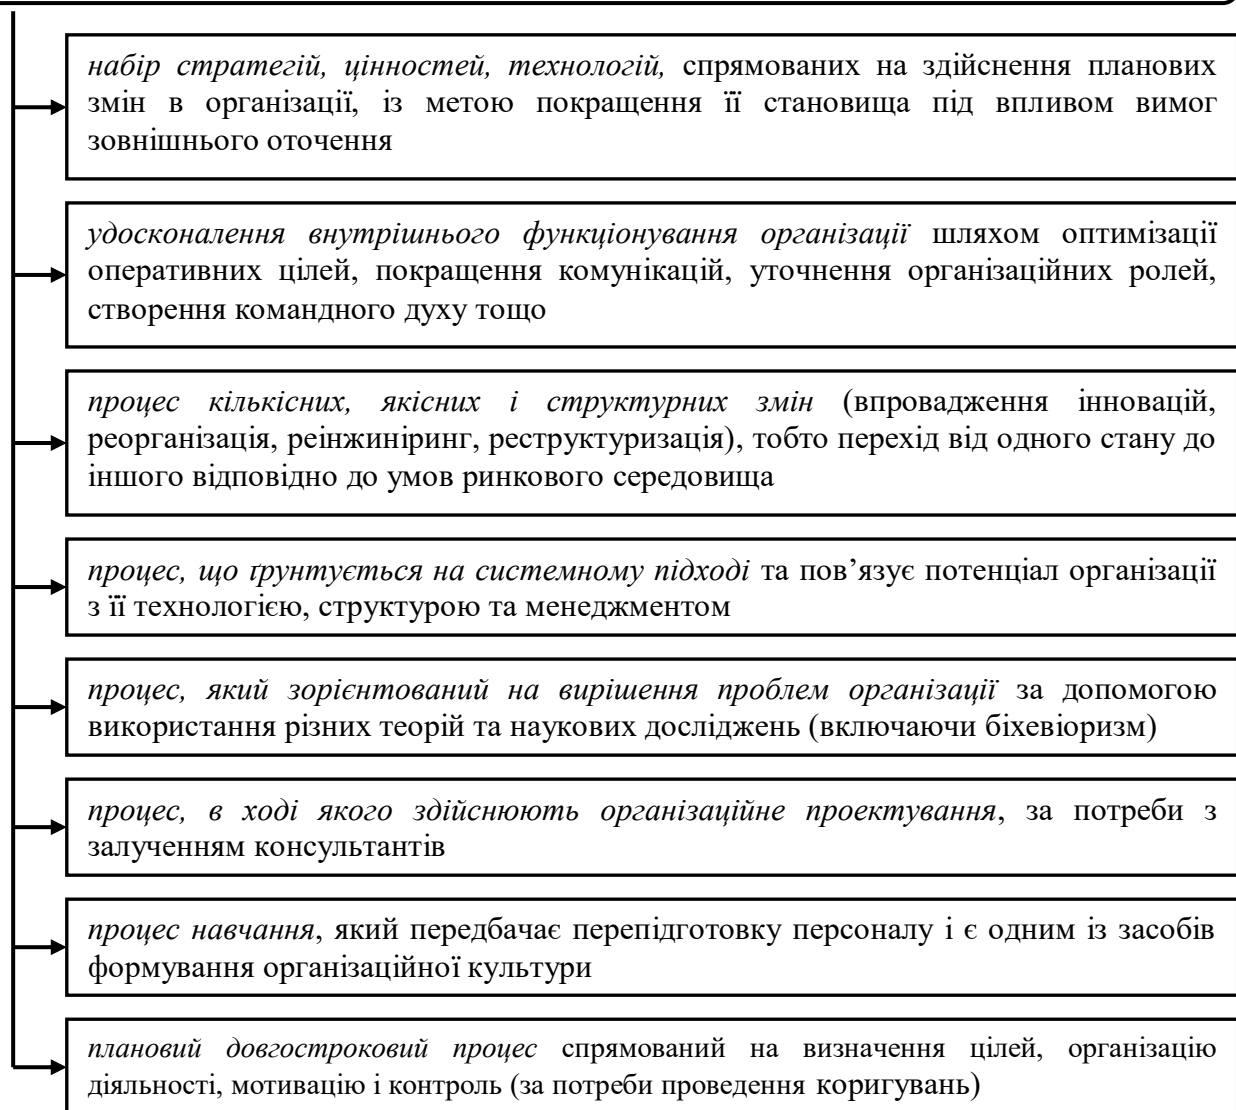 набір стратегій, цінностей, технологій, спрямованих на здійснення планових
змін в організації, із метою покращення її становища під впливом вимог
зовнішнього оточення
удосконалення внутрішнього функціонування організації шляхом оптимізації
оперативних цілей, покращення комунікацій, уточнення організаційних ролей,
створення командного духу тощо
процес кількісних, якісних і структурних змін (впровадження інновацій,
реорганізація, реінжиніринг, реструктуризація), тобто перехід від одного стану до
іншого відповідно до умов ринкового середовища
процес, що ґрунтується на системному підході та пов’язує потенціал організації
з її технологією, структурою та менеджментом
процес, який зорієнтований на вирішення проблем організації за допомогою
використання різних теорій та наукових досліджень (включаючи біхевіоризм)
процес, в ході якого здійснюють організаційне проектування, за потреби з
залученням консультантів
процес навчання, який передбачає перепідготовку персоналу і є одним із засобів
формування організаційної культури
плановий довгостроковий процес спрямований на визначення цілей, організацію
діяльності, мотивацію і контроль (за потреби проведення коригувань)